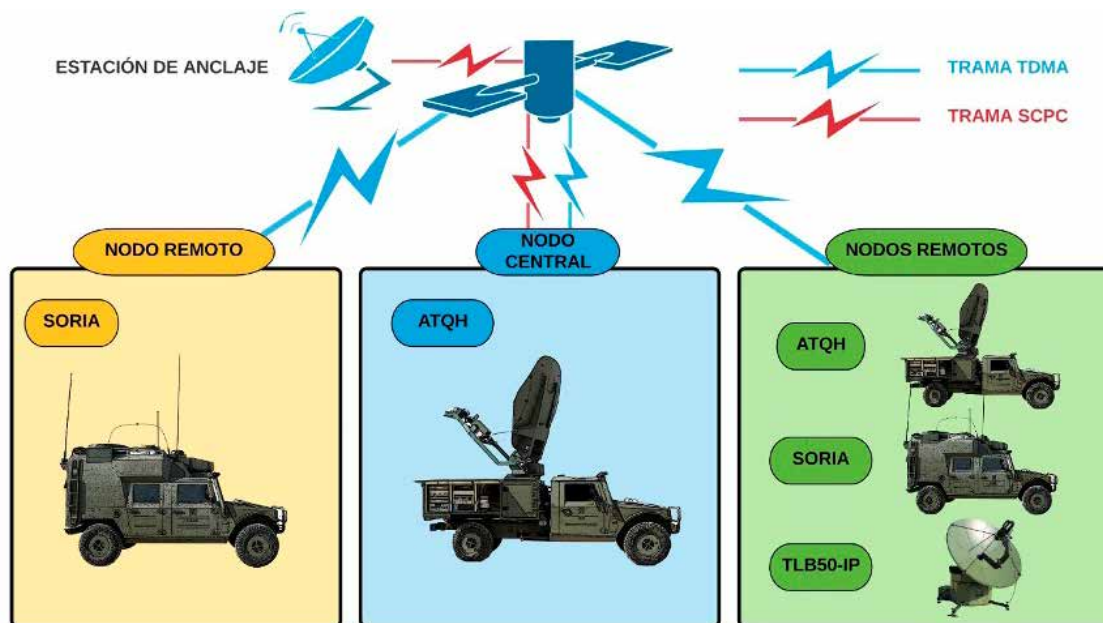 ESTACIÓN DE ANCLAJE
TRAMA TDMA
TRAMA SCPC
NODO REMOTO
NODO
CENTRAL
NODOS REMOTOS
SORIA
ATQH
ATQH
SORIA
TLB50-IP